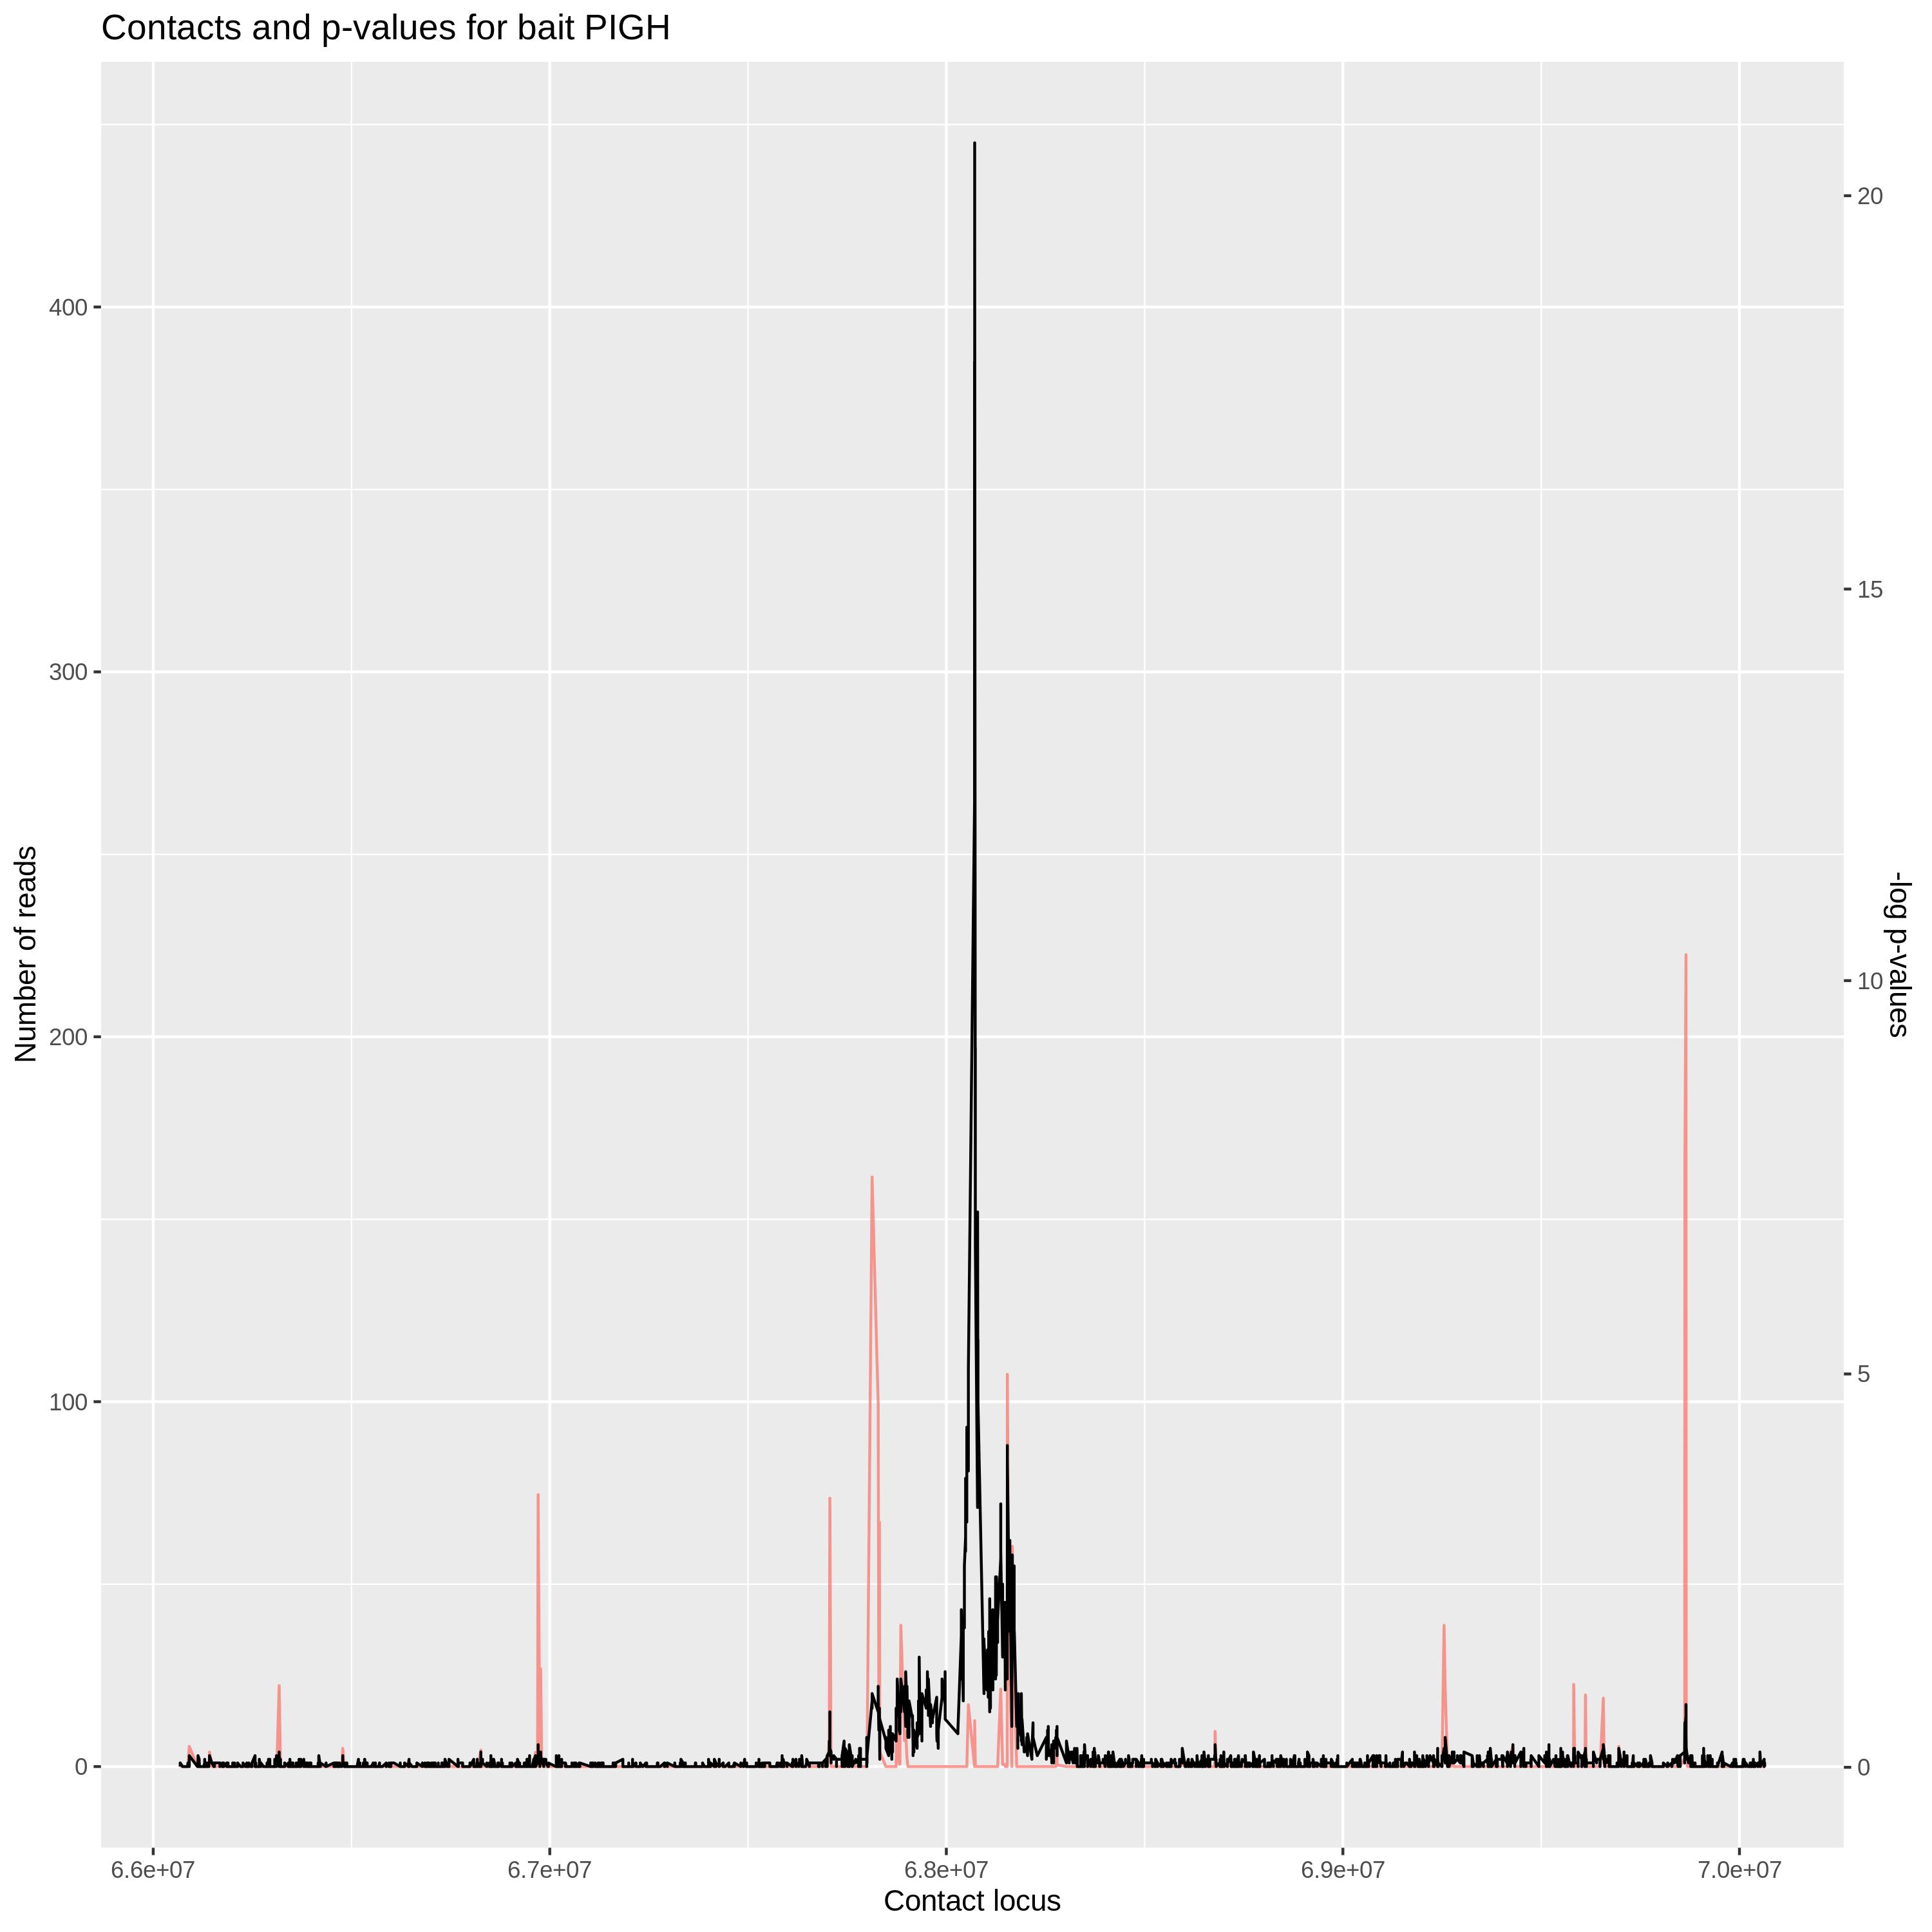 Contacts and p-values for bait PIGH
Number of reads
400
300
200
100
0
20
15
10
5
0
-log p-values
6.6e+07
6.7e+07
6.8e+07
6.9e+07
7.0e+07
Contact locus